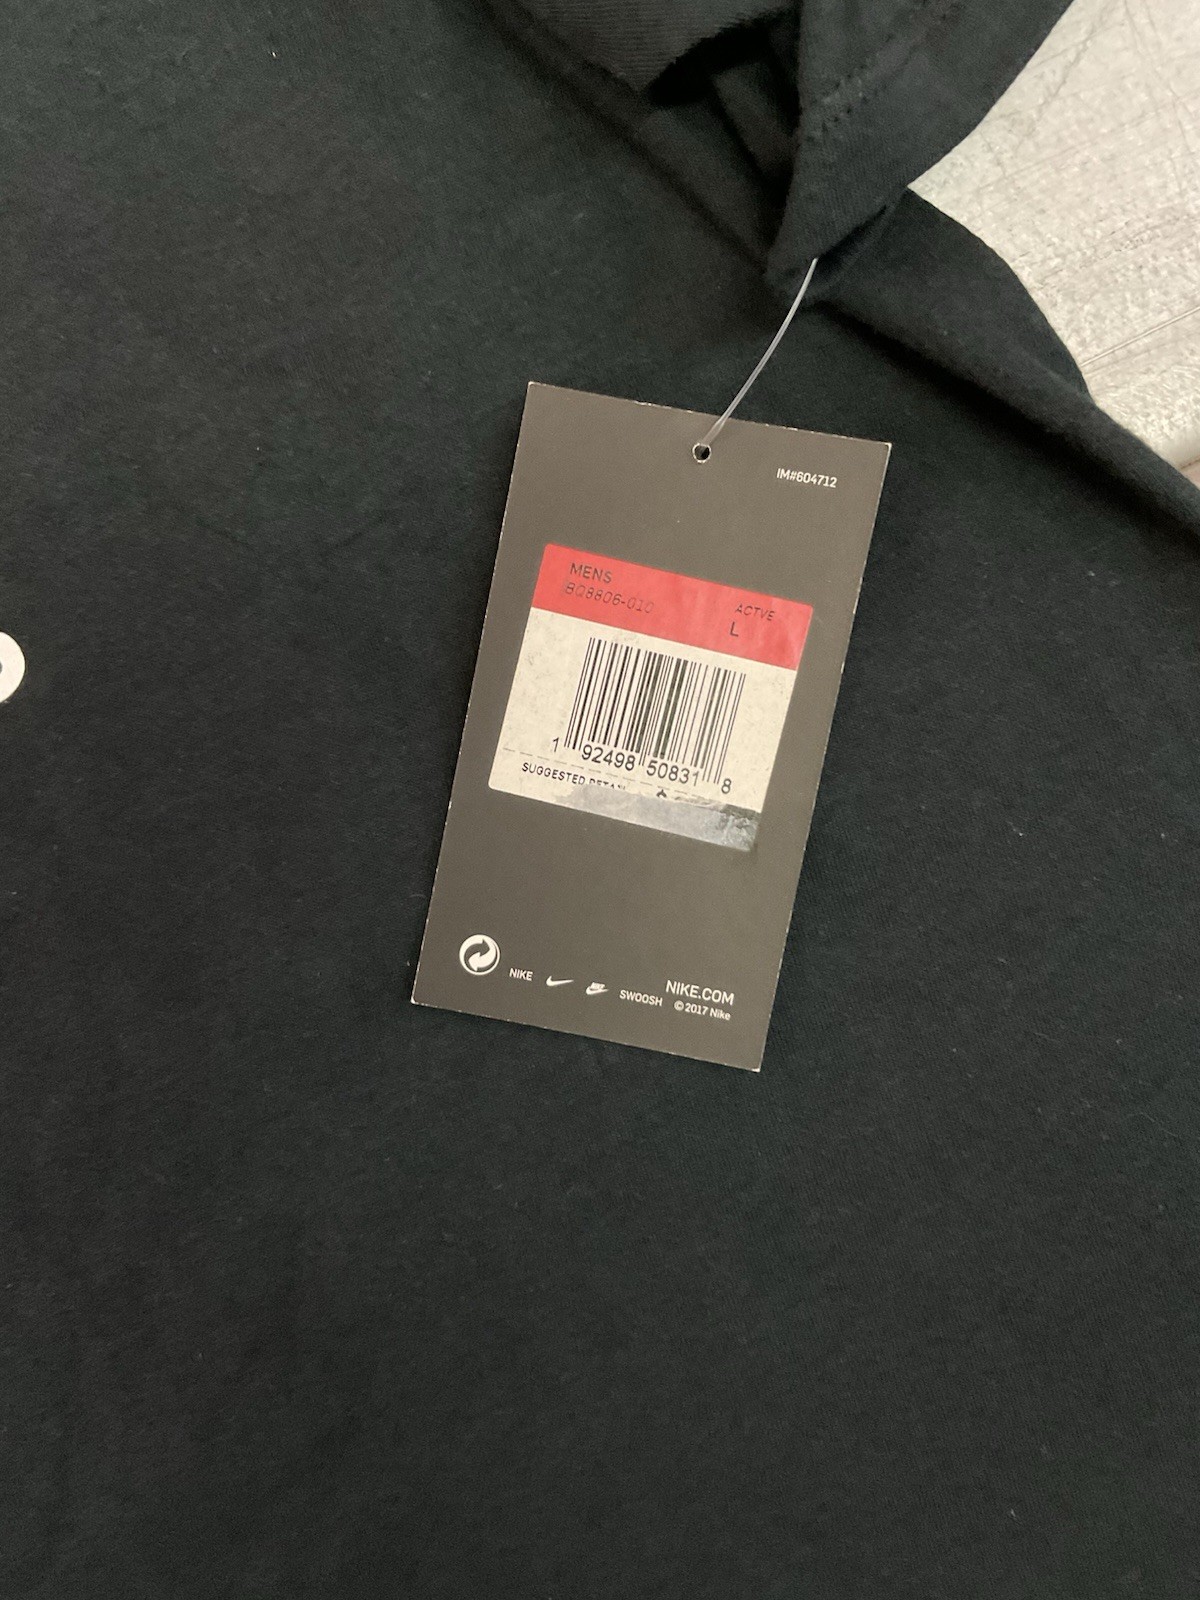 IM#604712
MENS
BQ8806-010
ACTVE
L
1 92498 50831 8
SUGGESTED RETAIL
NIKE
SWOOSH
NIKE.COM
© 2017 Nike